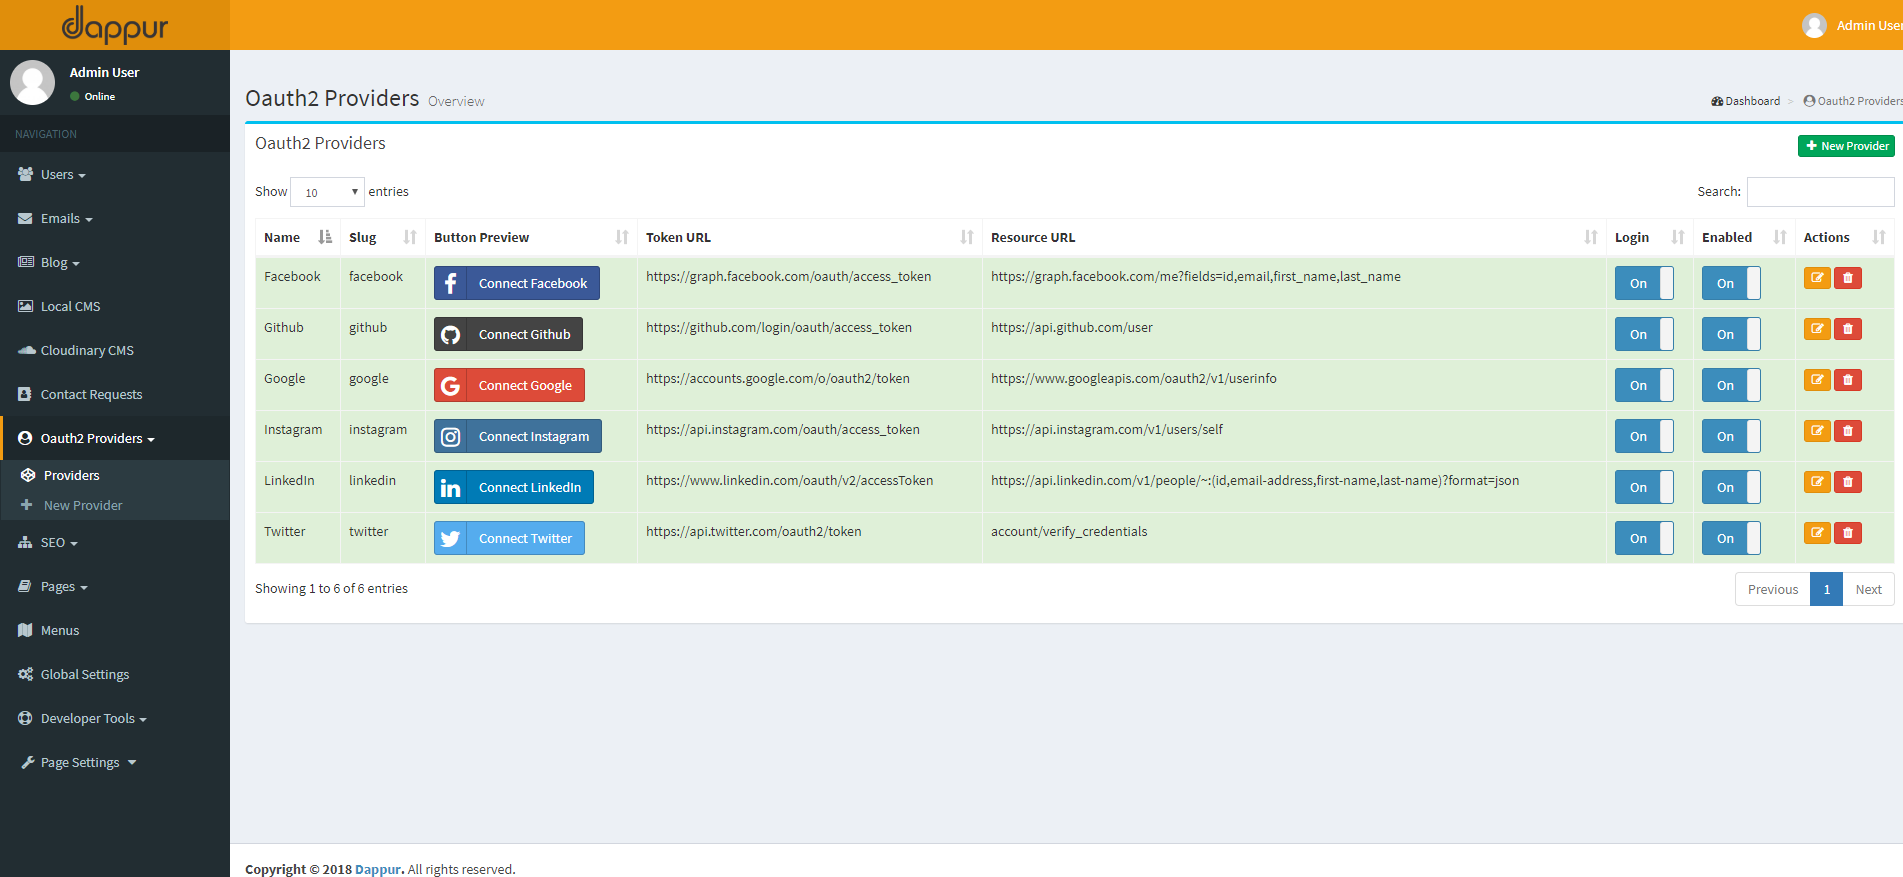 dappur
Admin User
Admin User
Online
NAVIGATION
Users
Emails
Blog
Local CMS
Cloudinary CMS
Contact Requests
Oauth2 Providers
Providers
New Provider
SEO
Pages
Menus
Global Settings
Developer Tools
Page Settings
Oauth2 Providers Overview
Dashboard > Oauth2 Providers
Oauth2 Providers
New Provider
Show 10 entries
Search:
Name Slug Button Preview Token URL Resource URL Login Enabled Actions
Facebook facebook Connect Facebook https://graph.facebook.com/oauth/access_token https://graph.facebook.com/me?fields=id,email,first_name,last_name On On
Github github Connect Github https://github.com/login/oauth/access_token https://api.github.com/user On On
Google google Connect Google https://accounts.google.com/o/oauth2/token https://www.googleapis.com/oauth2/v1/userinfo On On
Instagram instagram Connect Instagram https://api.instagram.com/oauth/access_token https://api.instagram.com/v1/users/self On On
LinkedIn linkedin Connect LinkedIn https://www.linkedin.com/oauth/v2/accessToken https://api.linkedin.com/v1/people/~:(id,email-address,first-name,last-name)?format=json On On
Twitter twitter Connect Twitter https://api.twitter.com/oauth2/token account/verify_credentials On On
Showing 1 to 6 of 6 entries
Previous 1 Next
Copyright © 2018 Dappur. All rights reserved.